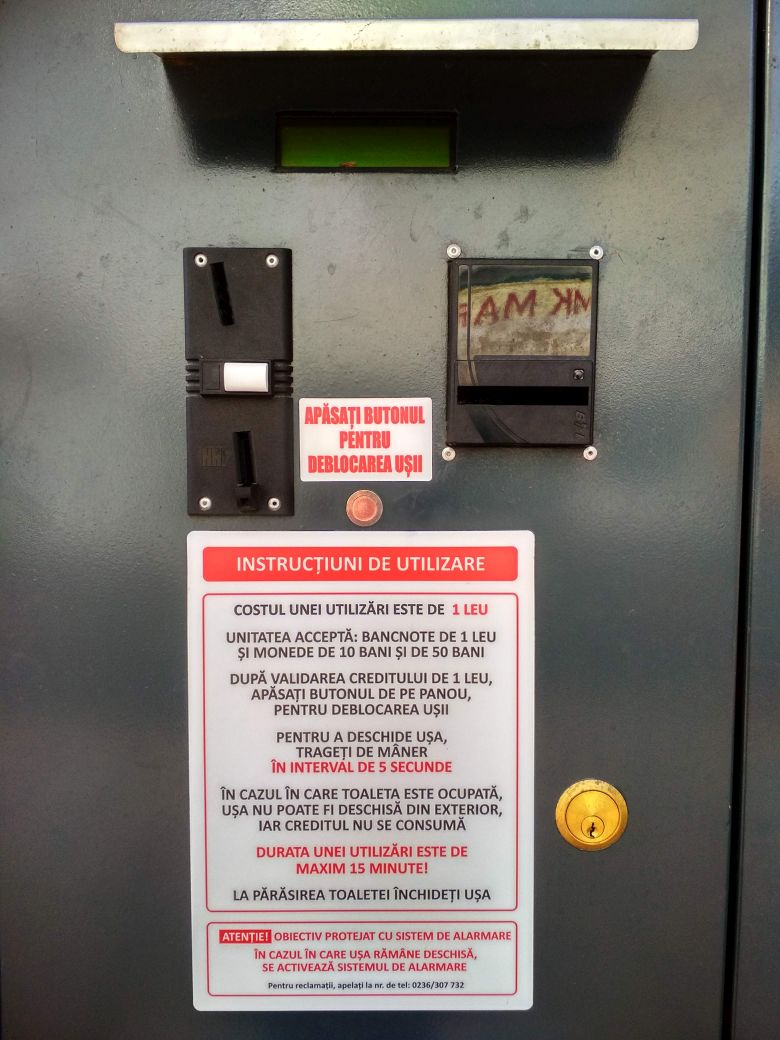 APĂSAȚI BUTONUL
PENTRU
DEBLOCAREA UȘII
INSTRUCȚIUNI DE UTILIZARE
COSTUL UNEI UTILIZĂRI ESTE DE 1 LEU
UNITATEA ACCEPTĂ: BANCNOTE DE 1 LEU
ȘI MONEDE DE 10 BANI ȘI DE 50 BANI
DUPĂ VALIDAREA CREDITULUI DE 1 LEU,
APĂSAȚI BUTONUL DE PE PANOU,
PENTRU DEBLOCAREA UȘII
PENTRU A DESCHIDE UȘA,
TRAGEȚI DE MÂNER
ÎN INTERVAL DE 5 SECUNDE
ÎN CAZUL ÎN CARE TOALETA ESTE OCUPATĂ,
UȘA NU POATE FI DESCHISĂ DIN EXTERIOR,
IAR CREDITUL NU SE CONSUMĂ
DURATA UNEI UTILIZĂRI ESTE DE
MAXIM 15 MINUTE!
LA PĂRĂSIREA TOALETEI ÎNCHIDEȚI UȘA
ATENȚIE! OBIECTIV PROTEJAT CU SISTEM DE ALARMARE
ÎN CAZUL ÎN CARE UȘA RĂMÂNE DESCHISĂ,
SE ACTIVEAZĂ SISTEMUL DE ALARMARE
Pentru reclamații, apelați la nr. de tel: 0236/307 732